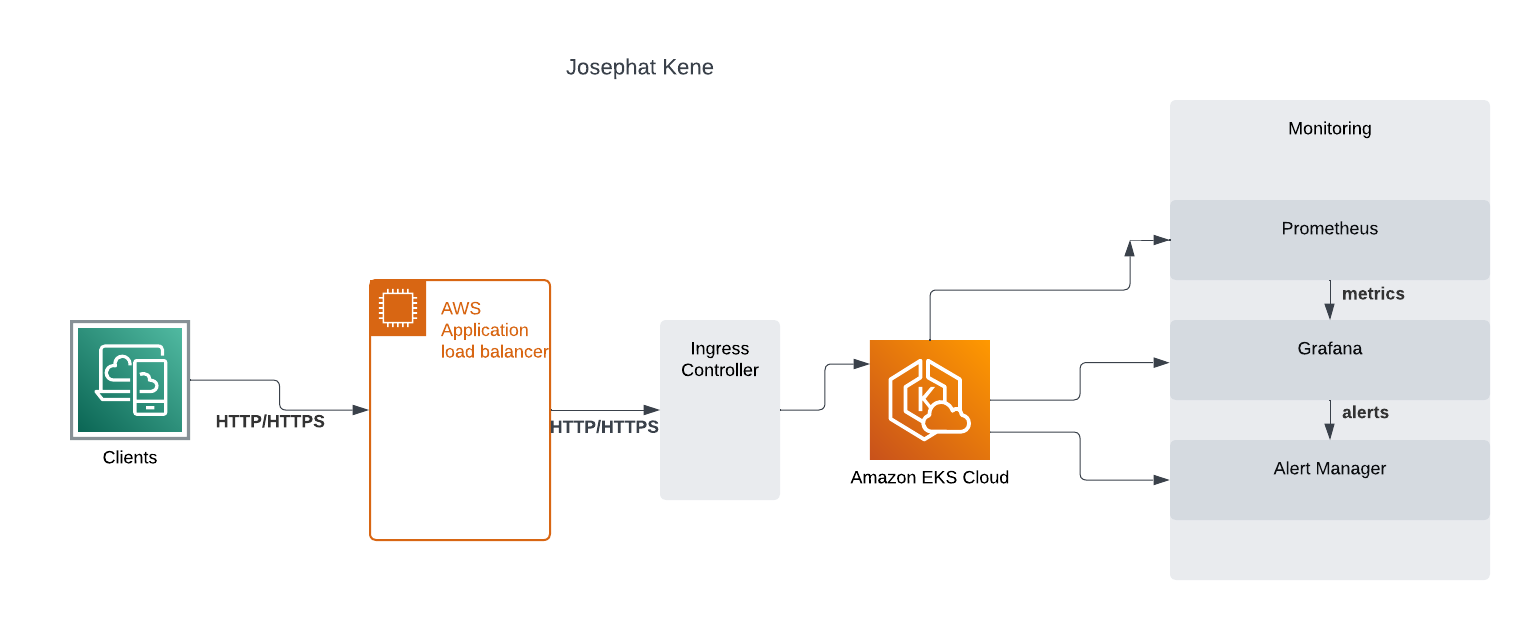 Josephat Kene
Monitoring
Prometheus
metrics
AWS
Application
load balancer
Ingress
Controller
Grafana
HTTP/HTTPS
HTTP/HTTPS
alerts
Clients
K
Amazon EKS Cloud
Alert Manager